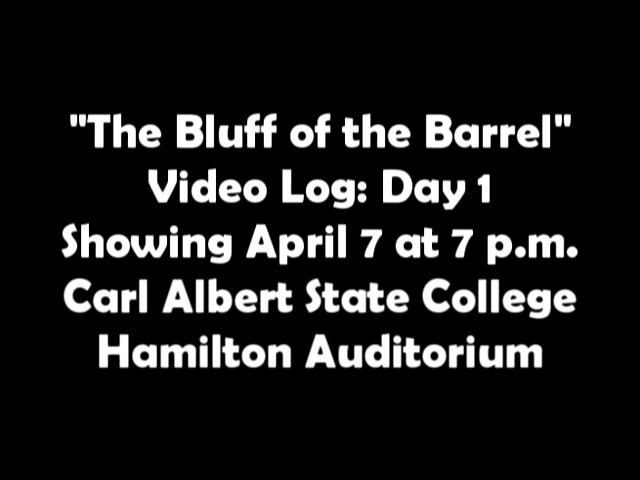 "The Bluff of the Barrel"
Video Log: Day 1
Showing April 7 at 7 p.m.
Carl Albert State College
Hamilton Auditorium